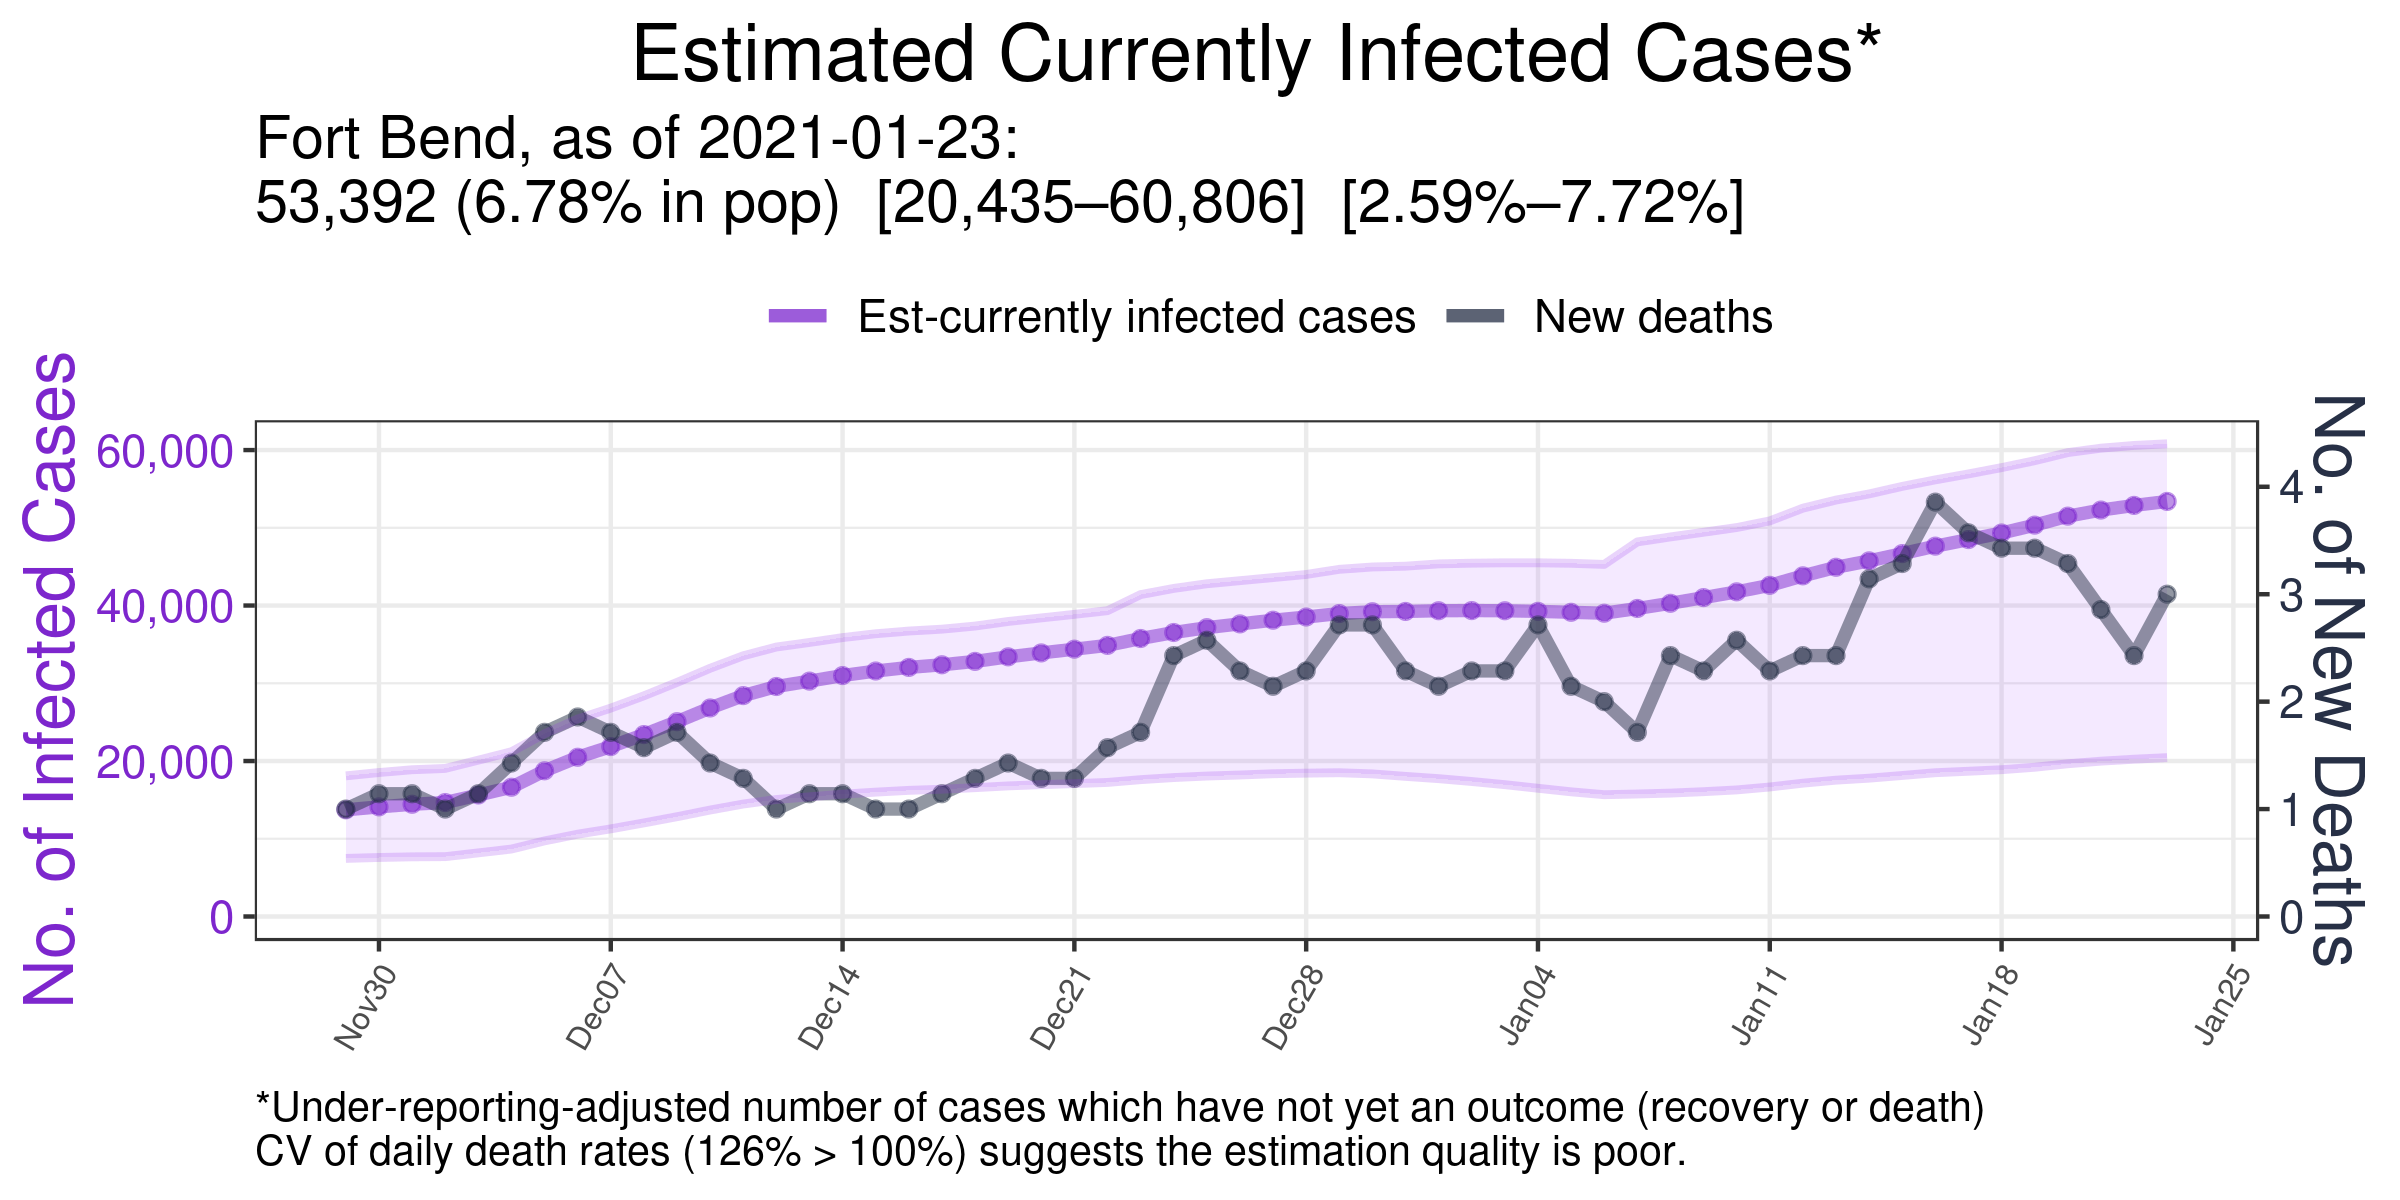 Estimated Currently Infected Cases*
Fort Bend, as of 2021-01-23:
53,392 (6.78% in pop)  [20,435–60,806]  [2.59%–7.72%]
Est-currently infected cases
New deaths
No. of Infected Cases
60,000
40,000
20,000
0
No. of New Deaths
4
3
2
1
0
Nov30
Dec07
Dec14
Dec21
Dec28
Jan04
Jan11
Jan18
Jan25
*Under-reporting-adjusted number of cases which have not yet an outcome (recovery or death)
CV of daily death rates (126% > 100%) suggests the estimation quality is poor.